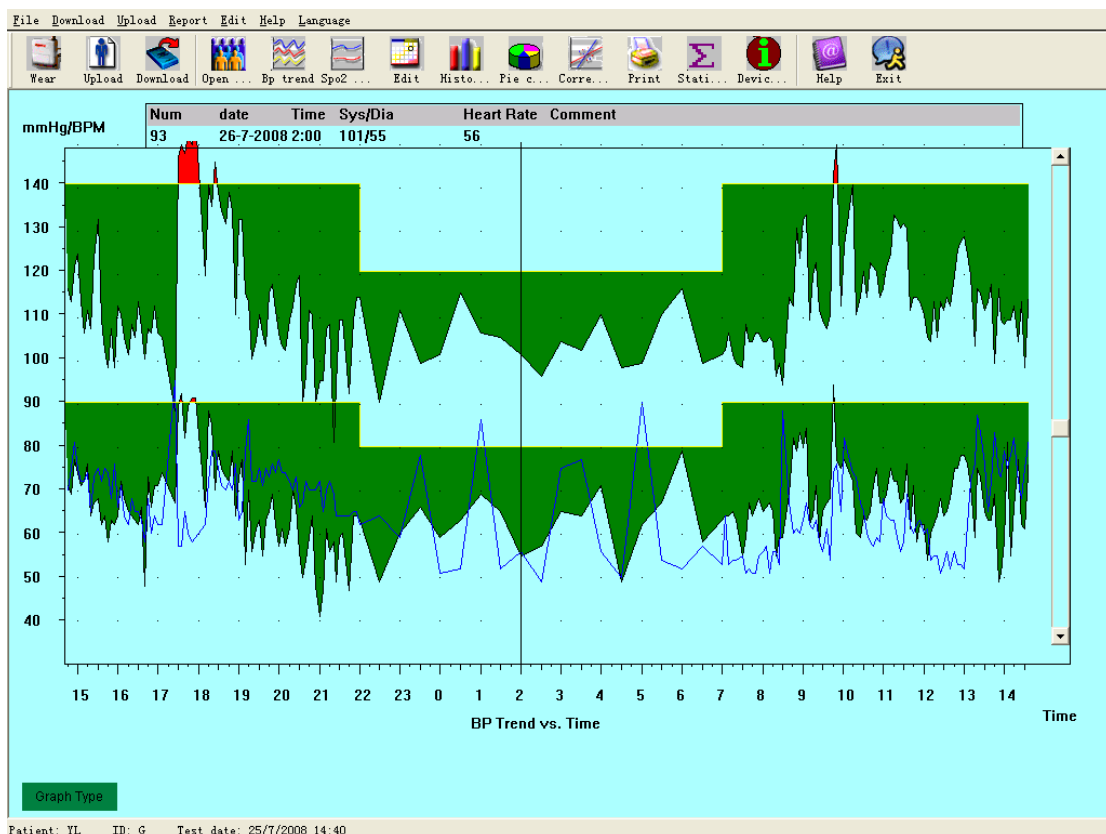 File Download Upload Report Edit Help Language
Wear Upload Download Open ... Bp trend Spo2 ... Edit Histo... Pie c... Corre... Print Stati... Devic... Help Exit
mmHg/BPM
Num date Time Sys/Dia Heart Rate Comment
93 26-7-2008 2:00 101/55 56
140
130
120
110
100
90
80
70
60
50
40
15 16 17 18 19 20 21 22 23 0 1 2 3 4 5 6 7 8 9 10 11 12 13 14
Time
BP Trend vs. Time
Graph Type
Patient: YL ID: G Test date: 25/7/2008 14:40